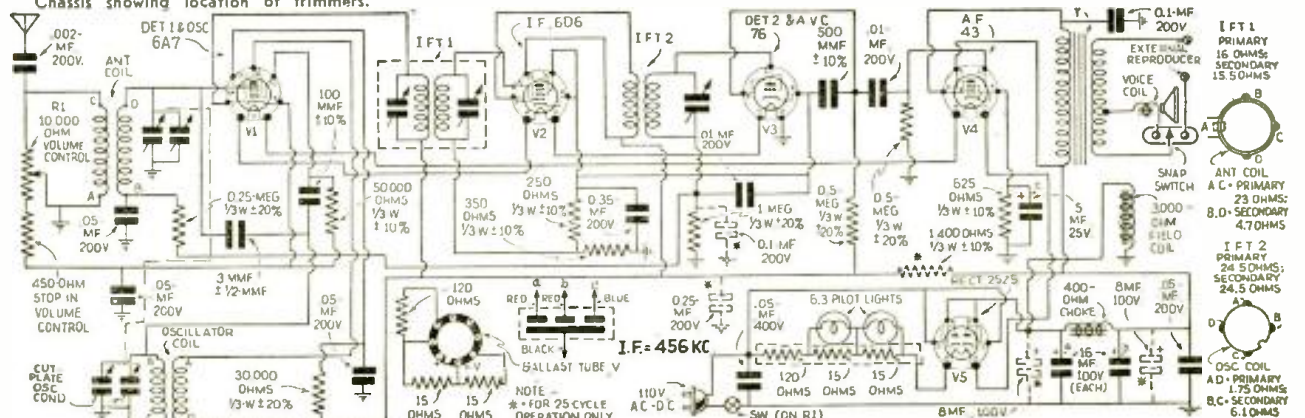 Chassis showing location of trimmers.
DET 1 & OSC
6A7
.002-
MF
200V.
ANT
COIL
C
D
A
B
R1
10,000
OHM
VOLUME
CONTROL
.05
MF
200V
450-OHM
STOP IN
VOLUME
CONTROL
V1
100
MMF
±10%
0.25-MEG
1/3 W ±20%
3 MMF
± 1/2-MMF
.05-
MF
200V
OSCILLATOR
COIL
CUT
PLATE
OSC
COND
30,000
OHMS
1/3-W ±20%
.05-
MF
200V
50,000
OHMS
1/3 W
±10%
I F T 1
I.F. 6D6
V2
250
OHMS
1/3 W ±10%
350
OHMS
1/3 W ±10%
0.35-
MF
200V
I F T 2
.01-MF
200V
DET 2 & A V C
76
V3
500
MMF
±10%
.01-
MF
200V
1 MEG
1/3W ±20%
0.1-MF
200V
0.5-
MEG
1/3
W ±
20%
0.5-
MEG
1/3 W
±
20%
A F
43
V4
625
OHMS
1/3W ±10%
1,400 OHMS
1/3 W ±10%
5
MF
25V.
T
0.1-MF
200V
EXTERNAL
REPRODUCER
VOICE
COIL
SNAP
SWITCH
3,000-
OHM
FIELD
COIL
120
OHMS
a
b
RED
RED
BLUE
BLACK
BALLAST TUBE V
15
OHMS
15
OHMS
NOTE -
* - FOR 25 CYCLE
OPERATION ONLY
0.25-
MF
200V
I.F.= 456 KC
.05-
MF
400V
6.3 PILOT LIGHTS
110V
AC-DC
SW. (ON R1)
120
OHMS
15
OHMS
15
OHMS
RECT 25Z5
V5
400-
OHM
CHOKE
8MF
100V
.05-
MF
200V
16
MF
100V
(EACH)
8MF 100V
I F T 1
PRIMARY
16 OHMS;
SECONDARY
15.5 OHMS
B
A
C
D
ANT COIL
A C = PRIMARY
23 OHMS;
B.D = SECONDARY
4.7 OHMS
I F T 2
24.5 OHMS;
SECONDARY
24.5 OHMS
A
B
D
C
OSC COIL
A D = PRIMARY
1.75 OHMS;
B,C = SECONDARY
6.1 OHMS